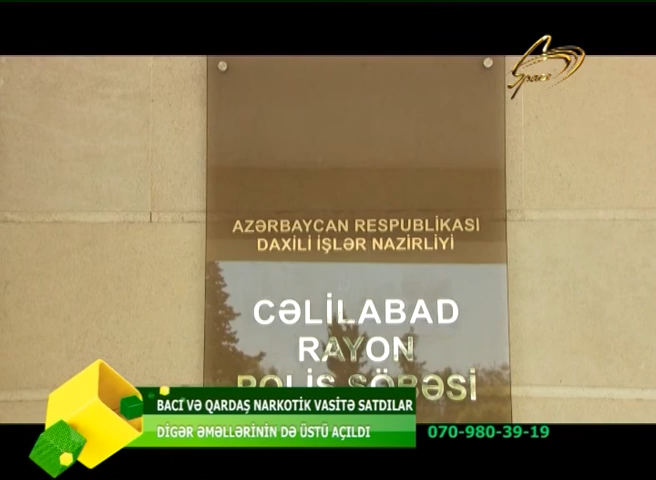 Space
AZƏRBAYCAN RESPUBLİKASI
DAXİLİ İŞLƏR NAZİRLİYİ
CƏLİLABAD
RAYON
POLİS ŞÖBƏSİ
BACI VƏ QARDAŞ NARKOTİK VASİTƏ SATDILAR
DİGƏR ƏMƏLLƏRİNİN DƏ ÜSTÜ AÇILDI
070-980-39-19